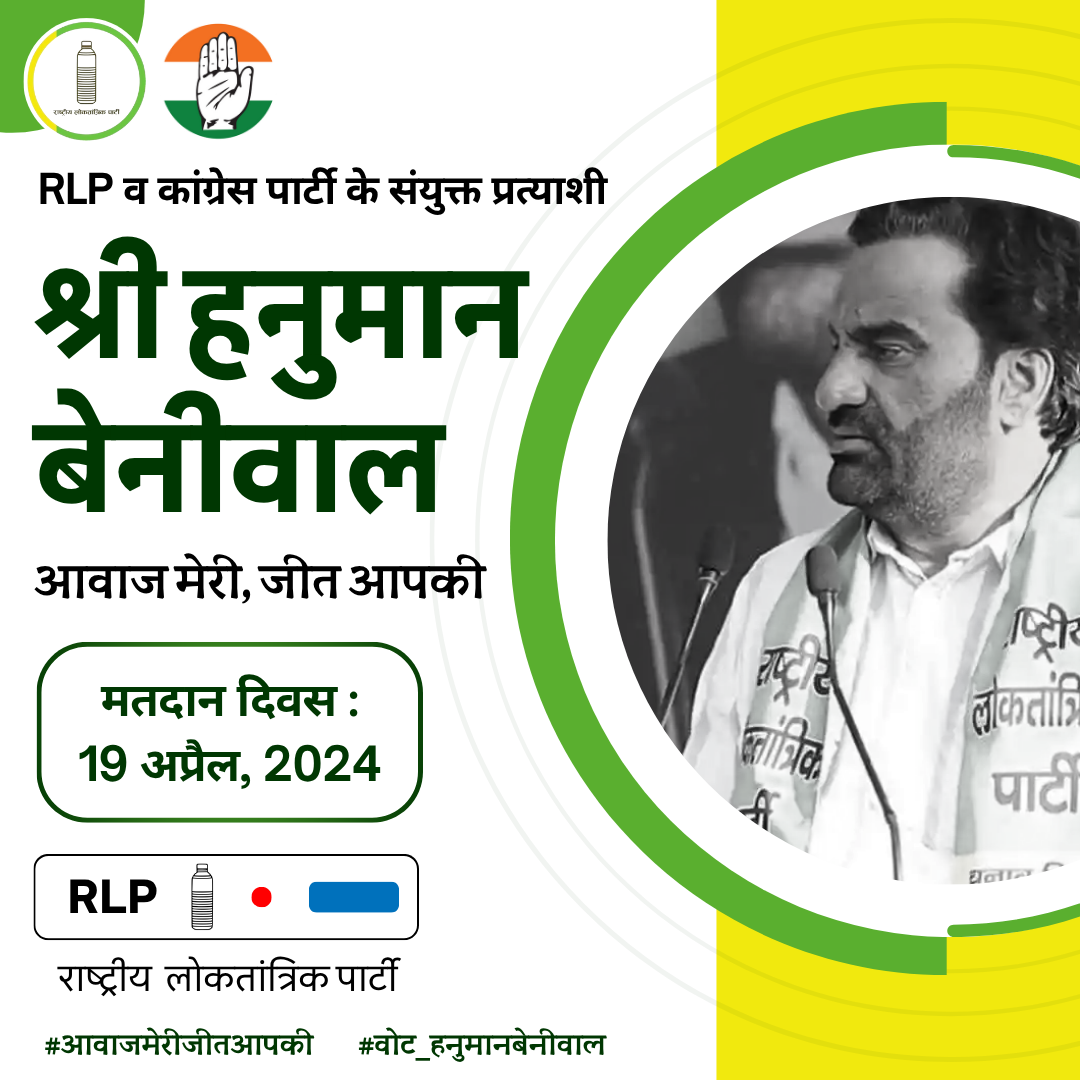 राष्ट्रीय लोकतांत्रिक पार्टी
RLP व कांग्रेस पार्टी के संयुक्त प्रत्याशी
श्री हनुमान
बेनीवाल
आवाज मेरी, जीत आपकी
मतदान दिवस :
19 अप्रैल, 2024
RLP
राष्ट्रीय लोकतांत्रिक पार्टी
#आवाजमेरीजीतआपकी #वोट_हनुमानबेनीवाल
राष्ट्रीय
पार्टी